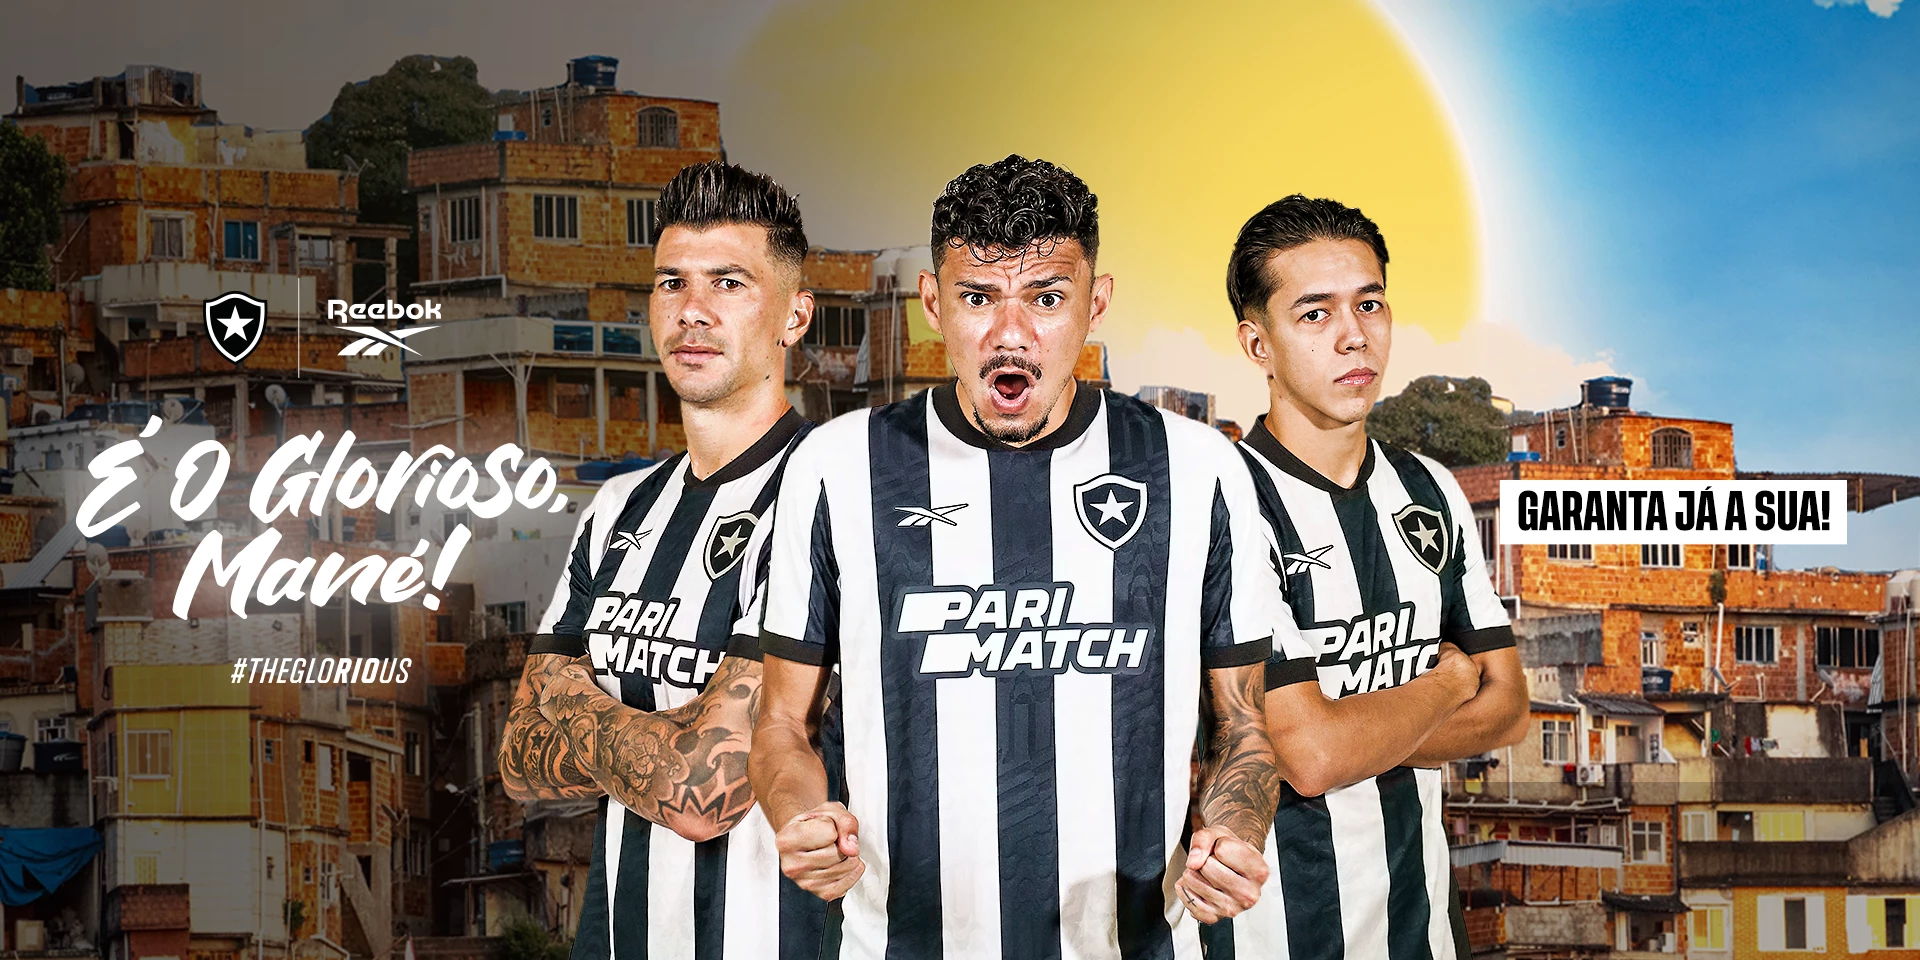 Reebok
É O Glorioso,
Mané!
#THEGLORIOUS
PARI
MATCH
PARI
MATCH
PARI
MATC
GARANTA JÁ A SUA!